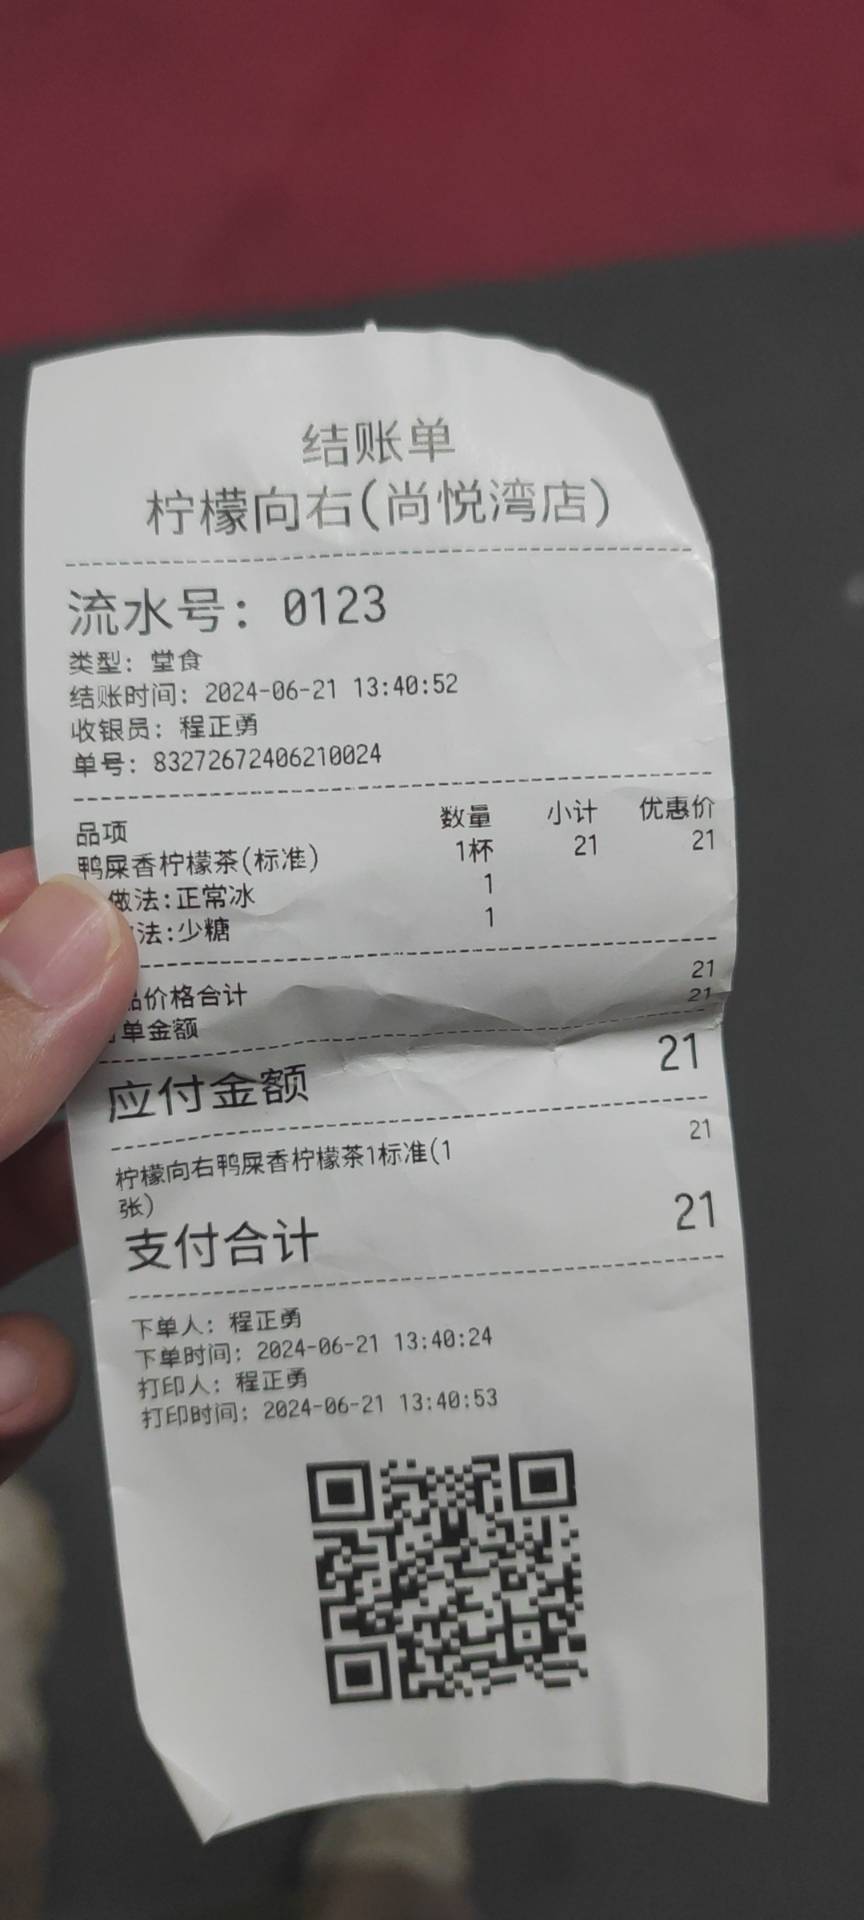 结账单
柠檬向右(尚悦湾店)
流水号: 0123
类型: 堂食
结账时间: 2024-06-21 13:40:52
收银员: 程正勇
单号: 83272672406210024
品项 数量 小计 优惠价
鸭屎香柠檬茶(标准) 1杯 21 21
做法:正常冰 1
法:少糖 1
品价格合计 21
单金额 21
应付金额 21
柠檬向右鸭屎香柠檬茶1标准(1 21
张)
支付合计 21
下单人: 程正勇
下单时间: 2024-06-21 13:40:24
打印人: 程正勇
打印时间: 2024-06-21 13:40:53